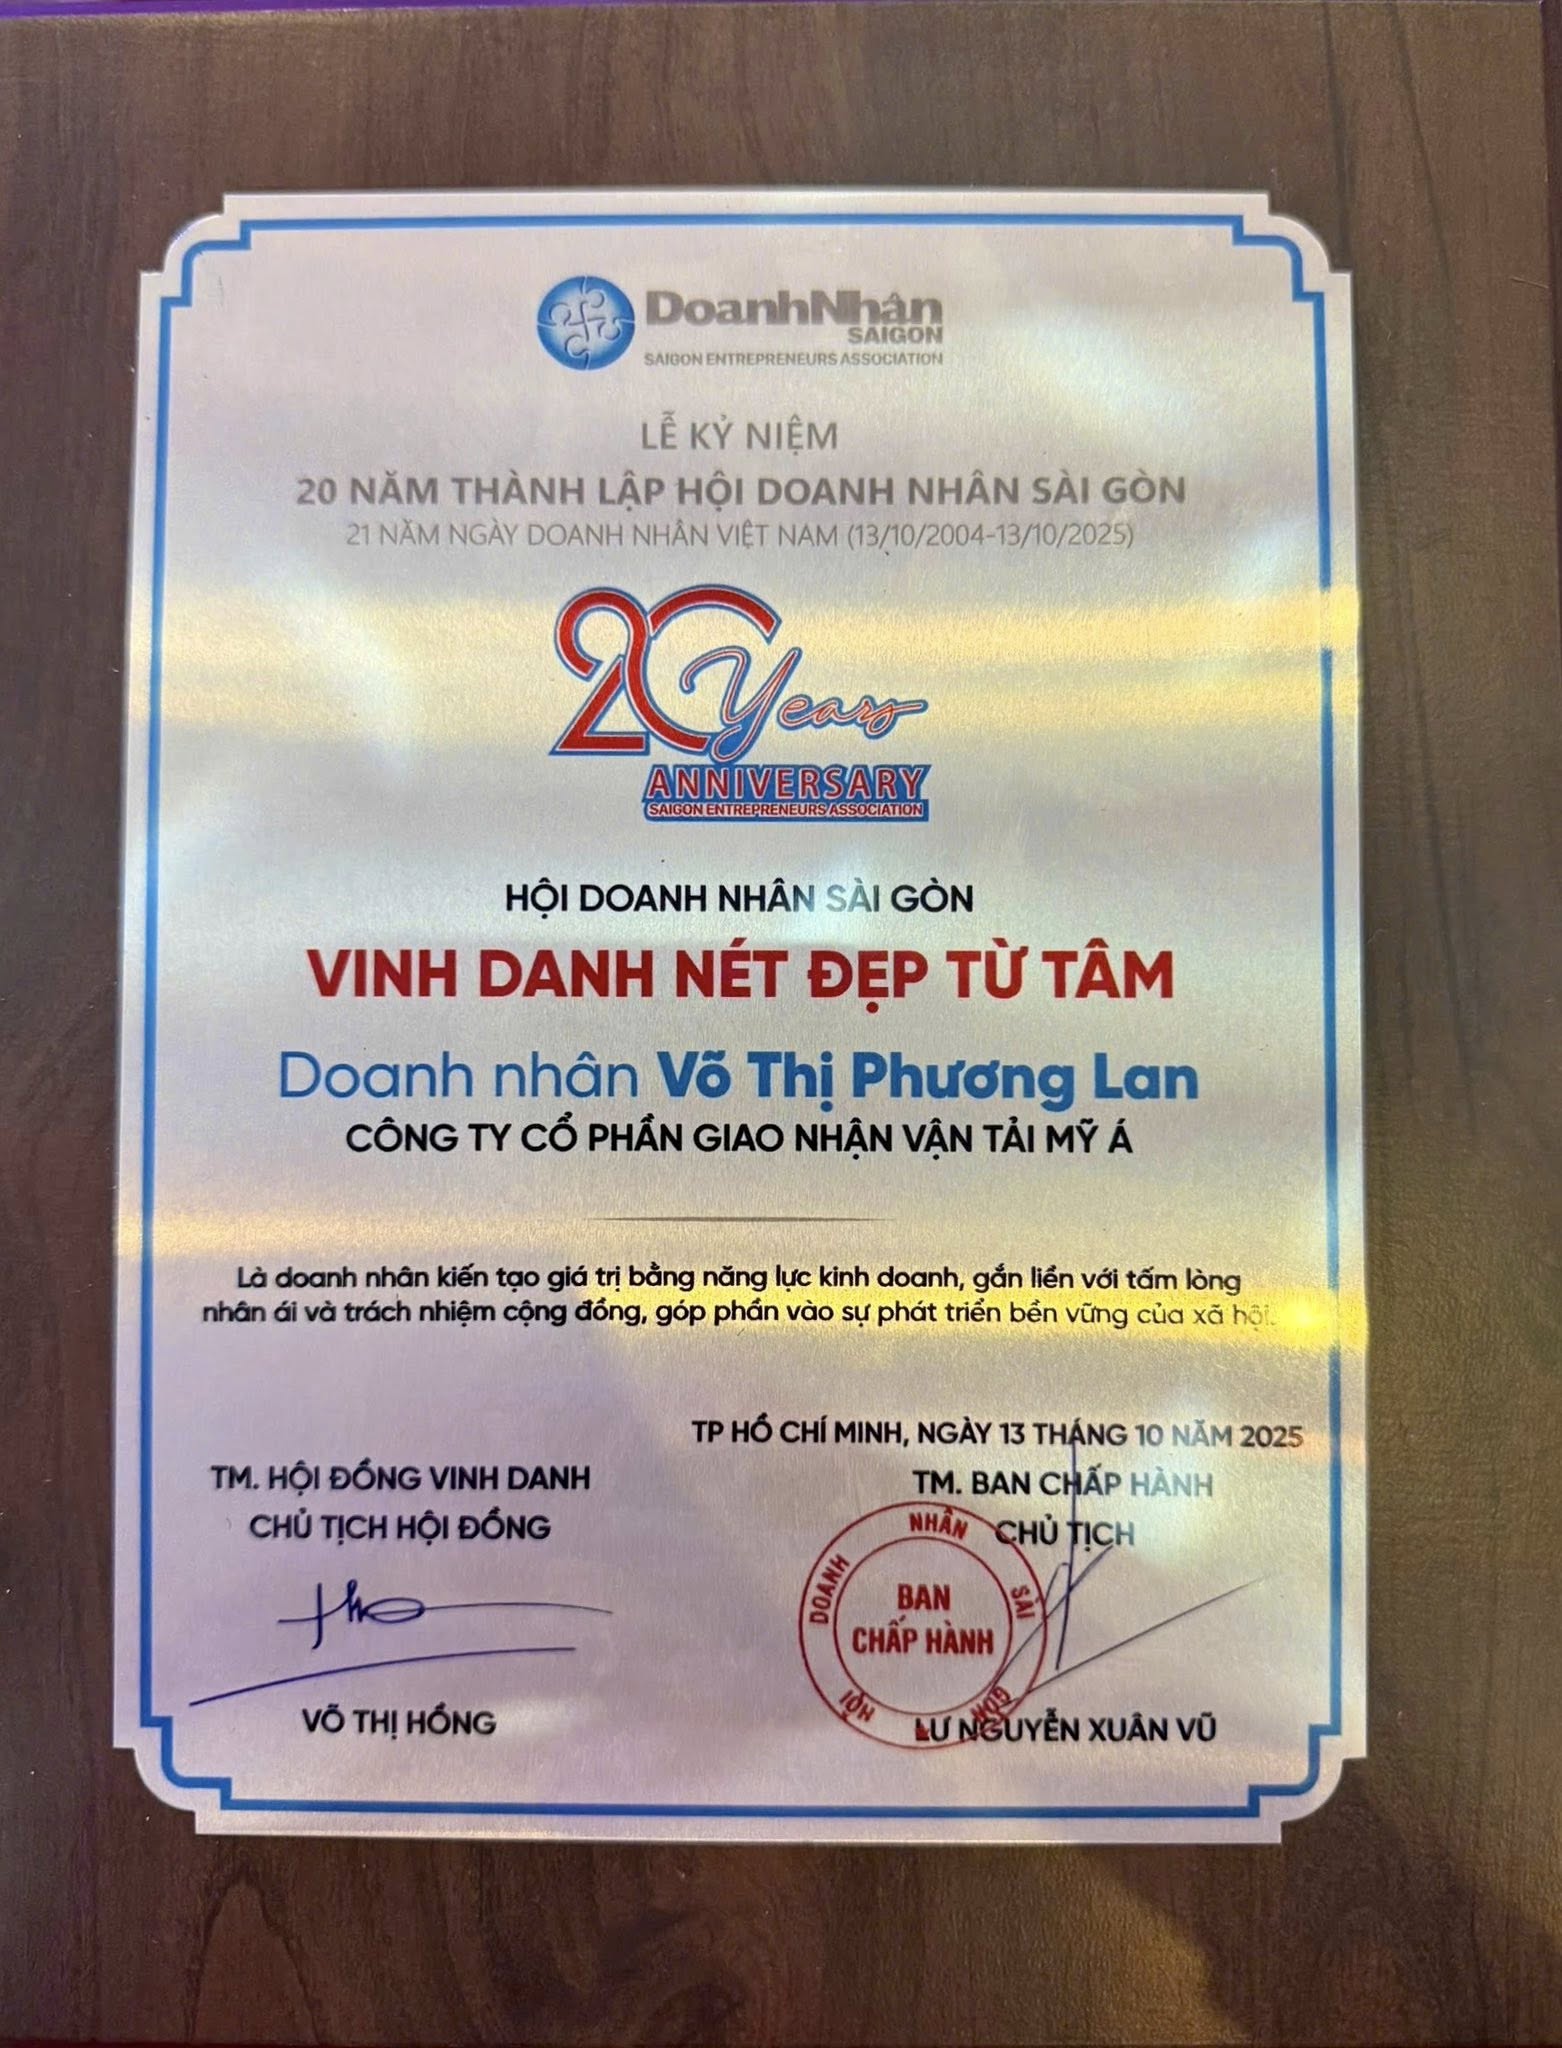 DoanhNhân
SAIGON
SAIGON ENTREPRENEURS ASSOCIATION
LỄ KỶ NIỆM
20 NĂM THÀNH LẬP HỘI DOANH NHÂN SÀI GÒN
21 NĂM NGÀY DOANH NHÂN VIỆT NAM (13/10/2004-13/10/2025)
20 Years
ANNIVERSARY
SAIGON ENTREPRENEURS ASSOCIATION
HỘI DOANH NHÂN SÀI GÒN
VINH DANH NÉT ĐẸP TỪ TÂM
Doanh nhân Võ Thị Phương Lan
CÔNG TY CỔ PHẦN GIAO NHẬN VẬN TẢI MỸ Á
Là doanh nhân kiến tạo giá trị bằng năng lực kinh doanh, gắn liền với tấm lòng
nhân ái và trách nhiệm cộng đồng, góp phần vào sự phát triển bền vững của xã hội.
TP HỒ CHÍ MINH, NGÀY 13 THÁNG 10 NĂM 2025
TM. HỘI ĐỒNG VINH DANH
CHỦ TỊCH HỘI ĐỒNG
VÕ THỊ HỒNG
TM. BAN CHẤP HÀNH
CHỦ TỊCH
HỘI DOANH NHÂN SÀI GÒN
BAN
CHẤP HÀNH
LƯ NGUYỄN XUÂN VŨ